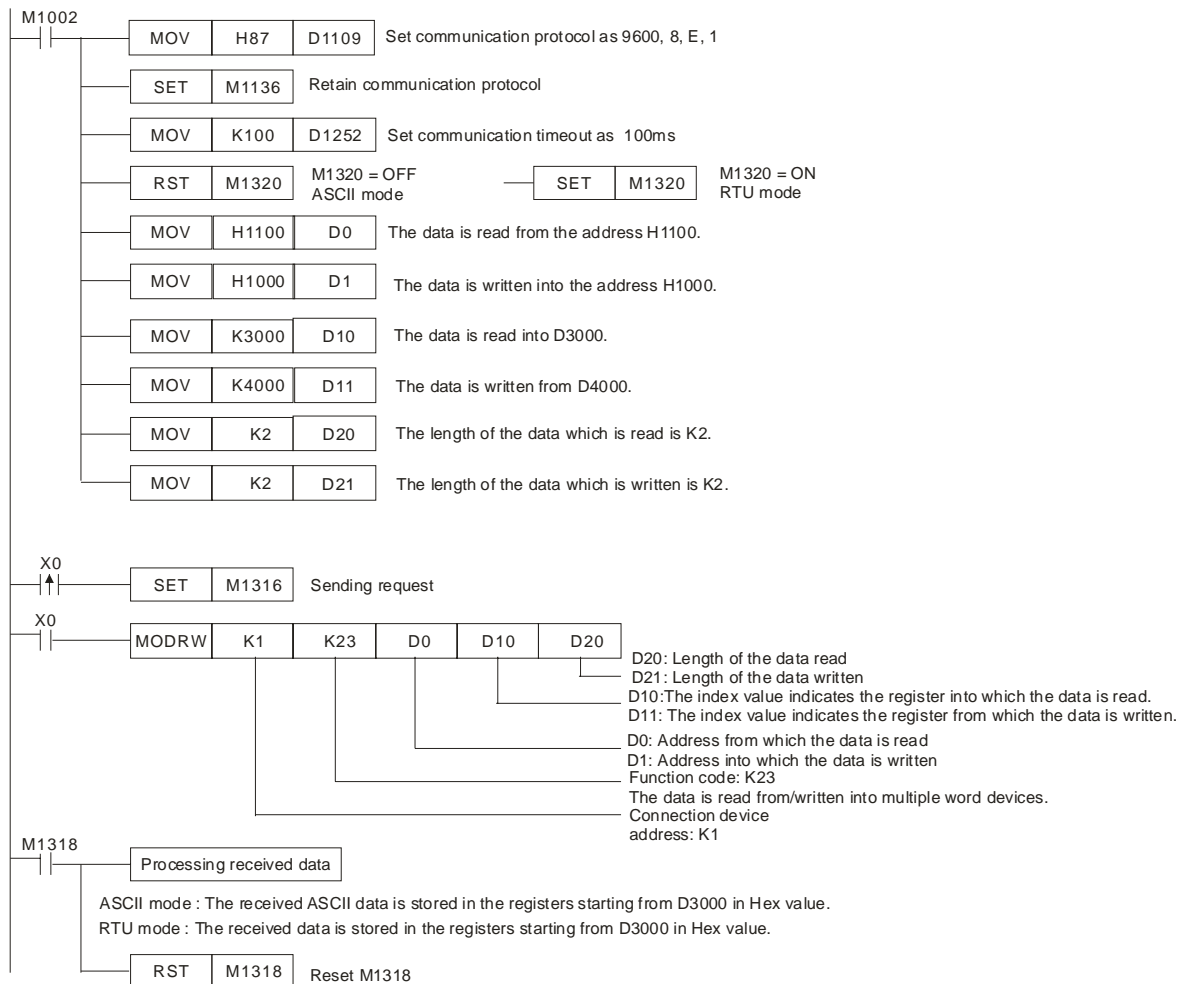 M1002
MOV H87 D1109 Set communication protocol as 9600, 8, E, 1
SET M1136 Retain communication protocol
MOV K100 D1252 Set communication timeout as 100ms
RST M1320 M1320 = OFF
ASCII mode
SET M1320 M1320 = ON
RTU mode
MOV H1100 D0 The data is read from the address H1100.
MOV H1000 D1 The data is written into the address H1000.
MOV K3000 D10 The data is read into D3000.
MOV K4000 D11 The data is written from D4000.
MOV K2 D20 The length of the data which is read is K2.
MOV K2 D21 The length of the data which is written is K2.
X0
SET M1316 Sending request
X0
MODRW K1 K23 D0 D10 D20
D20: Length of the data read
D21: Length of the data written
D10:The index value indicates the register into which the data is read.
D11: The index value indicates the register from which the data is written.
D0: Address from which the data is read
D1: Address into which the data is written
Function code: K23
The data is read from/written into multiple word devices.
Connection device
address: K1
M1318
Processing received data
ASCII mode : The received ASCII data is stored in the registers starting from D3000 in Hex value.
RTU mode : The received data is stored in the registers starting from D3000 in Hex value.
RST M1318 Reset M1318